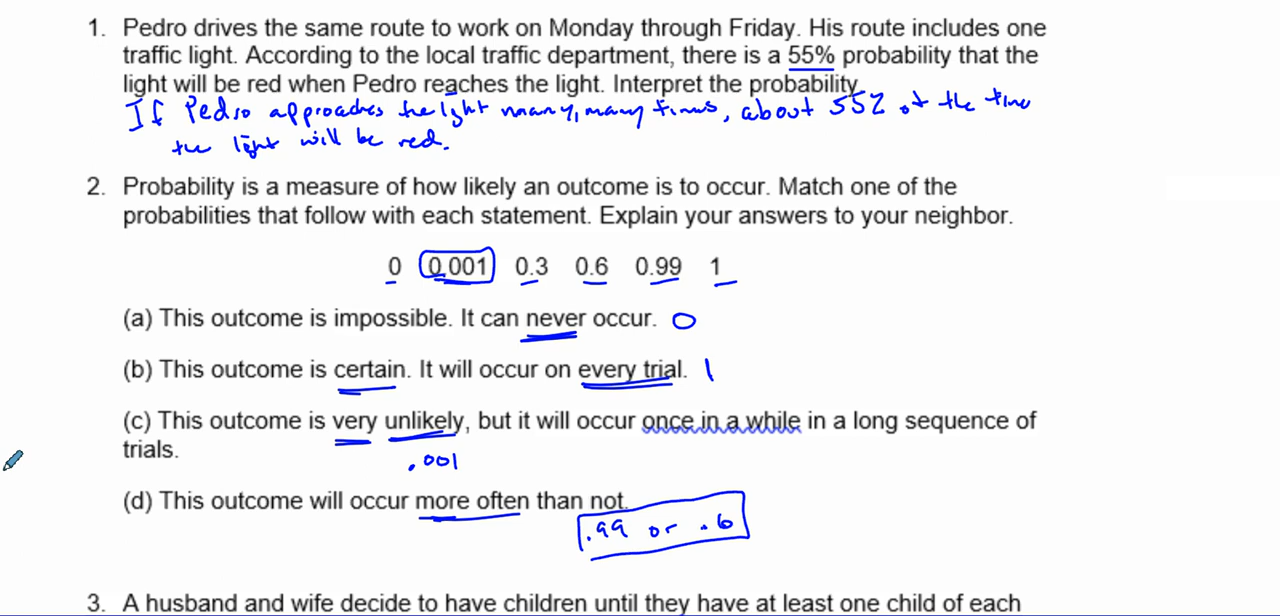 1. Pedro drives the same route to work on Monday through Friday. His route includes one
traffic light. According to the local traffic department, there is a 55% probability that the
light will be red when Pedro reaches the light. Interpret the probability.
If Pedro approaches the light many, many times, about 55% of the time
the light will be red.
2. Probability is a measure of how likely an outcome is to occur. Match one of the
probabilities that follow with each statement. Explain your answers to your neighbor.
0 0.001 0.3 0.6 0.99 1
(a) This outcome is impossible. It can never occur. 0
(b) This outcome is certain. It will occur on every trial. 1
(c) This outcome is very unlikely, but it will occur once in a while in a long sequence of
trials.
.001
(d) This outcome will occur more often than not.
.99 or .6
3. A husband and wife decide to have children until they have at least one child of each